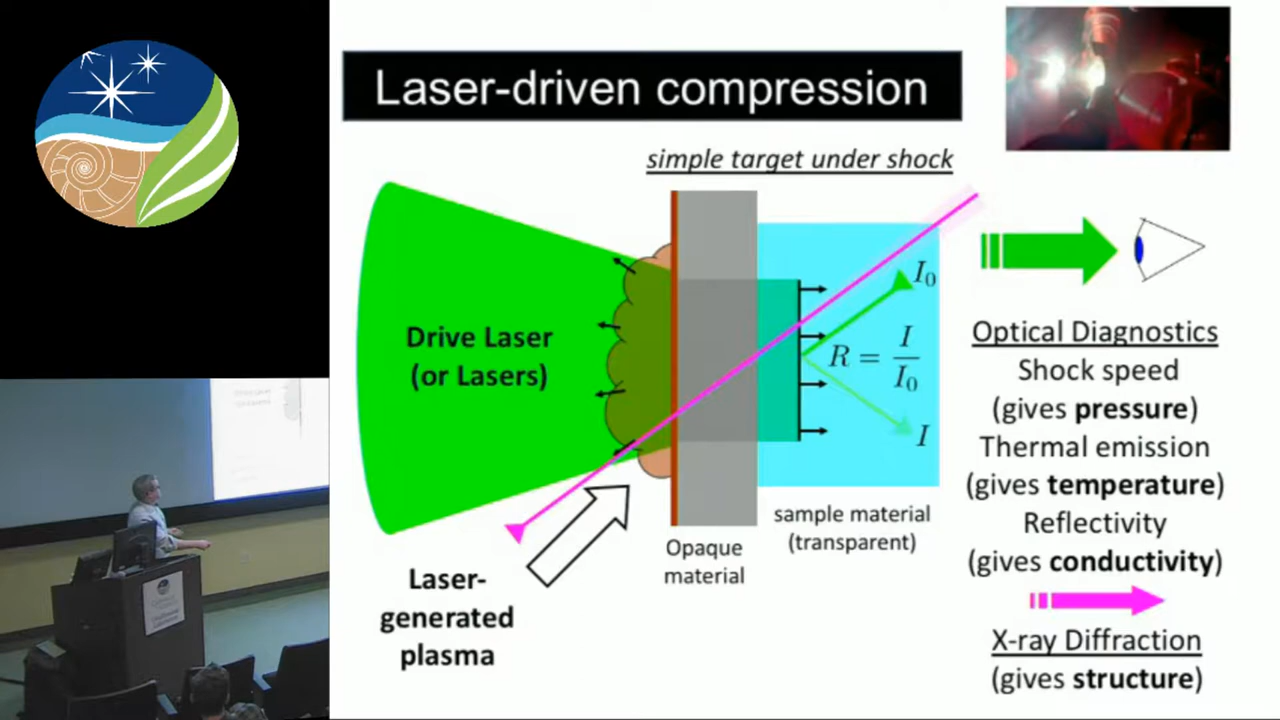 Laser-driven compression
simple target under shock
Drive Laser
(or Lasers)
I₀
R = I / I₀
I
Opaque
material
sample material
(transparent)
Laser-
generated
plasma
Optical Diagnostics
Shock speed
(gives pressure)
Thermal emission
(gives temperature)
Reflectivity
(gives conductivity)
X-ray Diffraction
(gives structure)